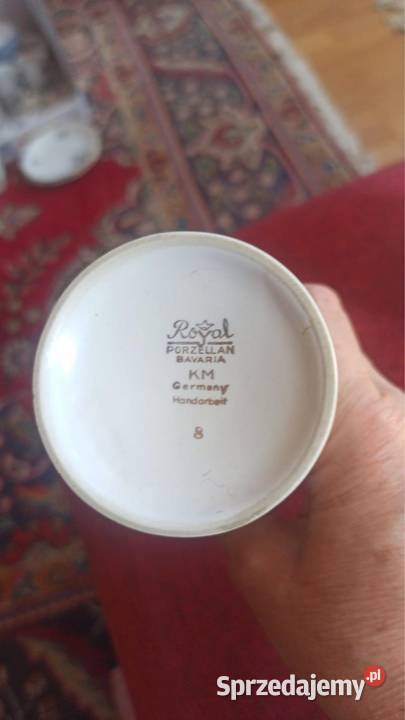 Royal
PORZELLAN
BAVARIA
KM
Germany
Handarbeit
8
Sprzedajemy.pl